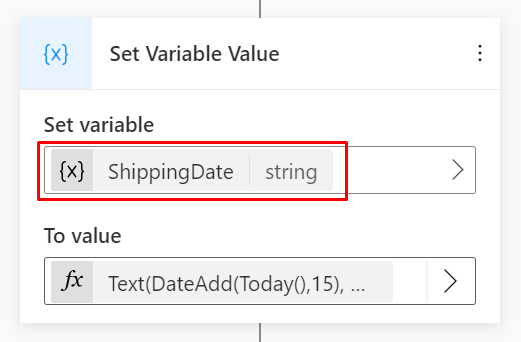 {x} Set Variable Value
Set variable
{x} ShippingDate string
To value
fx Text(DateAdd(Today(),15), ...